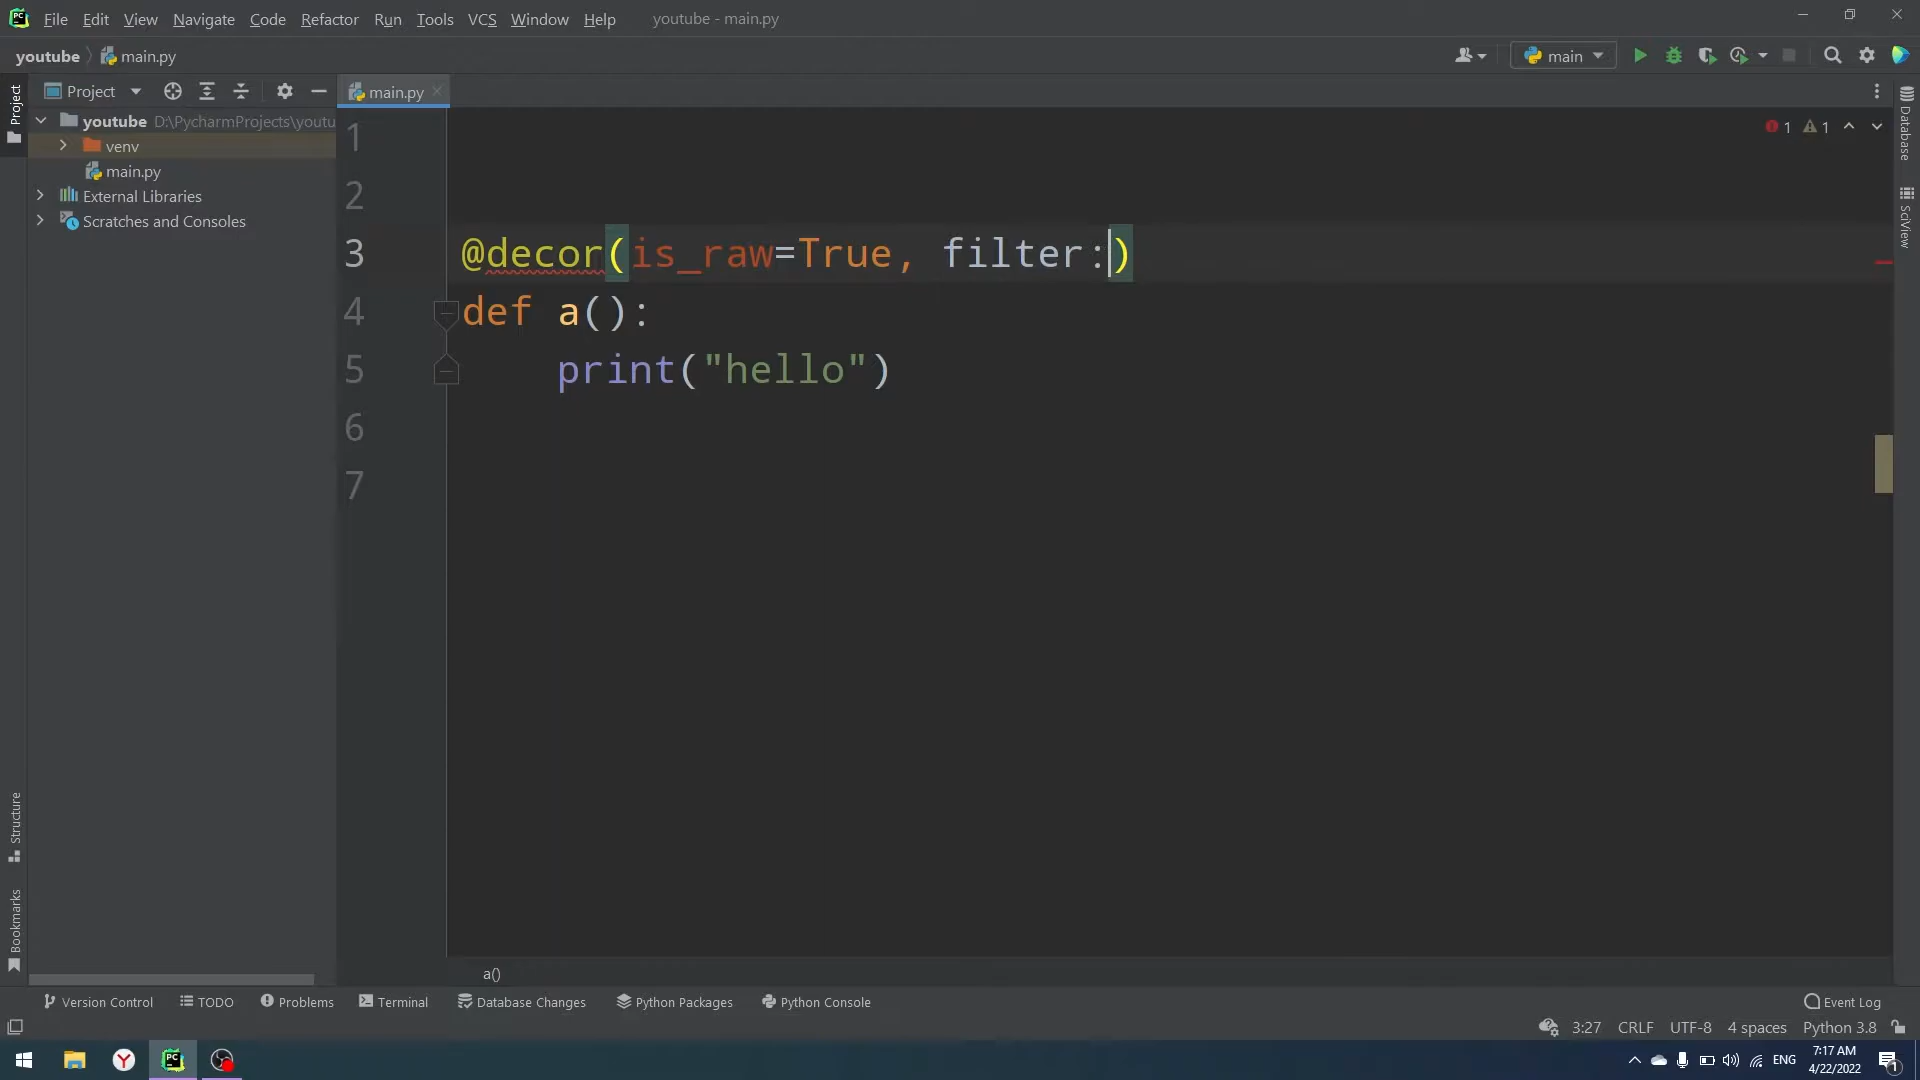 File Edit View Navigate Code Refactor Run Tools VCS Window Help youtube - main.py
youtube main.py main
Project main.py
youtube D:\PycharmProjects\youtu
venv
main.py
External Libraries
Scratches and Consoles
Project
Structure
Bookmarks
1 1
Database
SciView
1
2
3 @decor(is_raw=True, filter:)
4 def a():
5 print("hello")
6
7
a()
Version Control TODO Problems Terminal Database Changes Python Packages Python Console Event Log
3:27 CRLF UTF-8 4 spaces Python 3.8
ENG 7:17 AM
4/22/2022
1